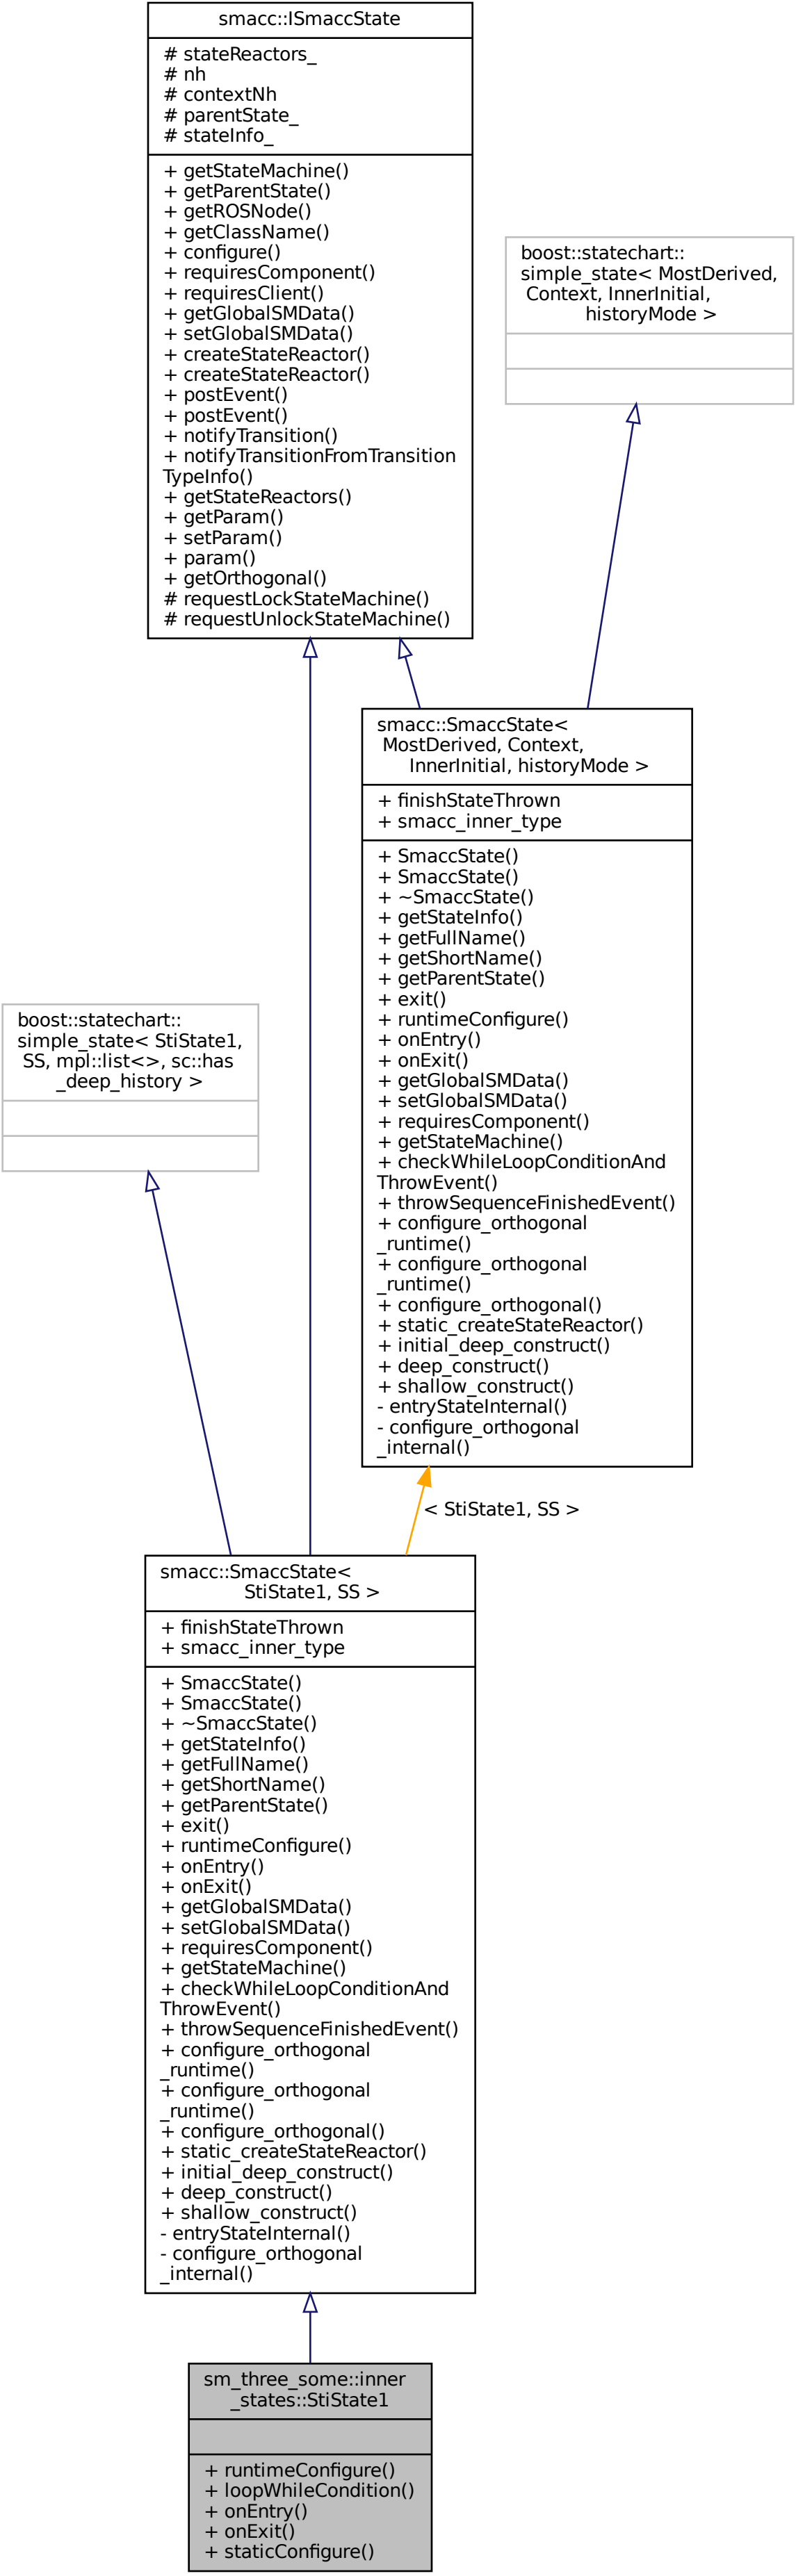 smacc::ISmaccState
# stateReactors_
# nh
# contextNh
# parentState_
# stateInfo_
+ getStateMachine()
+ getParentState()
+ getROSNode()
+ getClassName()
+ configure()
+ requiresComponent()
+ requiresClient()
+ getGlobalSMData()
+ setGlobalSMData()
+ createStateReactor()
+ createStateReactor()
+ postEvent()
+ postEvent()
+ notifyTransition()
+ notifyTransitionFromTransition
TypeInfo()
+ getStateReactors()
+ getParam()
+ setParam()
+ param()
+ getOrthogonal()
# requestLockStateMachine()
# requestUnlockStateMachine()
boost::statechart::
simple_state< MostDerived,
Context, InnerInitial,
historyMode >
smacc::SmaccState<
MostDerived, Context,
InnerInitial, historyMode >
+ finishStateThrown
+ smacc_inner_type
+ SmaccState()
+ SmaccState()
+ ~SmaccState()
+ getStateInfo()
+ getFullName()
+ getShortName()
+ getParentState()
+ exit()
+ runtimeConfigure()
+ onEntry()
+ onExit()
+ getGlobalSMData()
+ setGlobalSMData()
+ requiresComponent()
+ getStateMachine()
+ checkWhileLoopConditionAnd
ThrowEvent()
+ throwSequenceFinishedEvent()
+ configure_orthogonal
_runtime()
+ configure_orthogonal
_runtime()
+ configure_orthogonal()
+ static_createStateReactor()
+ initial_deep_construct()
+ deep_construct()
+ shallow_construct()
- entryStateInternal()
- configure_orthogonal
_internal()
boost::statechart::
simple_state< StiState1,
SS, mpl::list<>, sc::has
_deep_history >
< StiState1, SS >
smacc::SmaccState<
StiState1, SS >
+ finishStateThrown
+ smacc_inner_type
+ SmaccState()
+ SmaccState()
+ ~SmaccState()
+ getStateInfo()
+ getFullName()
+ getShortName()
+ getParentState()
+ exit()
+ runtimeConfigure()
+ onEntry()
+ onExit()
+ getGlobalSMData()
+ setGlobalSMData()
+ requiresComponent()
+ getStateMachine()
+ checkWhileLoopConditionAnd
ThrowEvent()
+ throwSequenceFinishedEvent()
+ configure_orthogonal
_runtime()
+ configure_orthogonal
_runtime()
+ configure_orthogonal()
+ static_createStateReactor()
+ initial_deep_construct()
+ deep_construct()
+ shallow_construct()
- entryStateInternal()
- configure_orthogonal
_internal()
sm_three_some::inner
_states::StiState1
+ runtimeConfigure()
+ loopWhileCondition()
+ onEntry()
+ onExit()
+ staticConfigure()